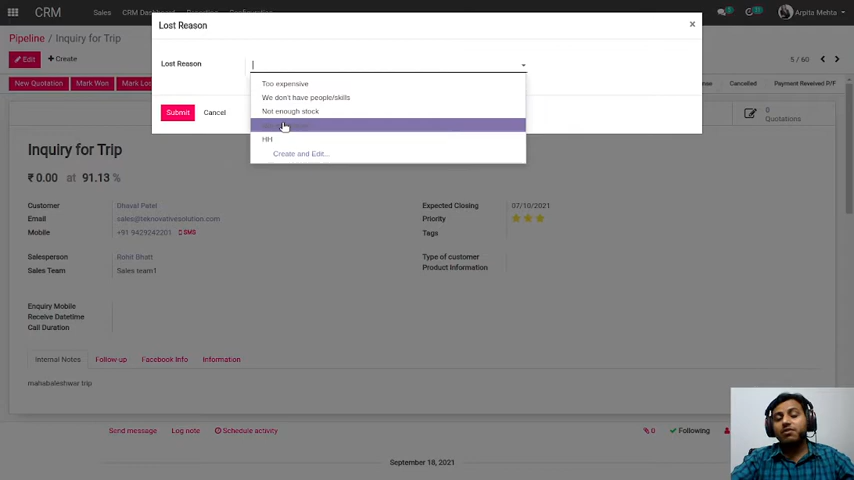 CRM Sales CRM Dashboard Reporting Configuration Arpita Mehta
Lost Reason
Pipeline / Inquiry for Trip
Edit Create 5 / 60
Lost Reason
New Quotation Mark Won Mark Lost Cancelled Payment Received P/F
Too expensive
We don't have people/skills
Not enough stock
HH
Create and Edit...
Submit Cancel
0
Quotations
Inquiry for Trip
₹ 0.00 at 91.13 %
Customer Dhaval Patel Expected Closing 07/10/2021
Email sales@teknovativesolution.com Priority
Mobile +91 9429242201 SMS Tags
Salesperson Rohit Bhatt Type of customer
Sales Team Sales team1 Product Information
Enquiry Mobile
Receive Datetime
Call Duration
Internal Notes Follow-up Facebook Info Information
mahabaleshwar trip
Send message Log note Schedule activity 0 Following
September 18, 2021